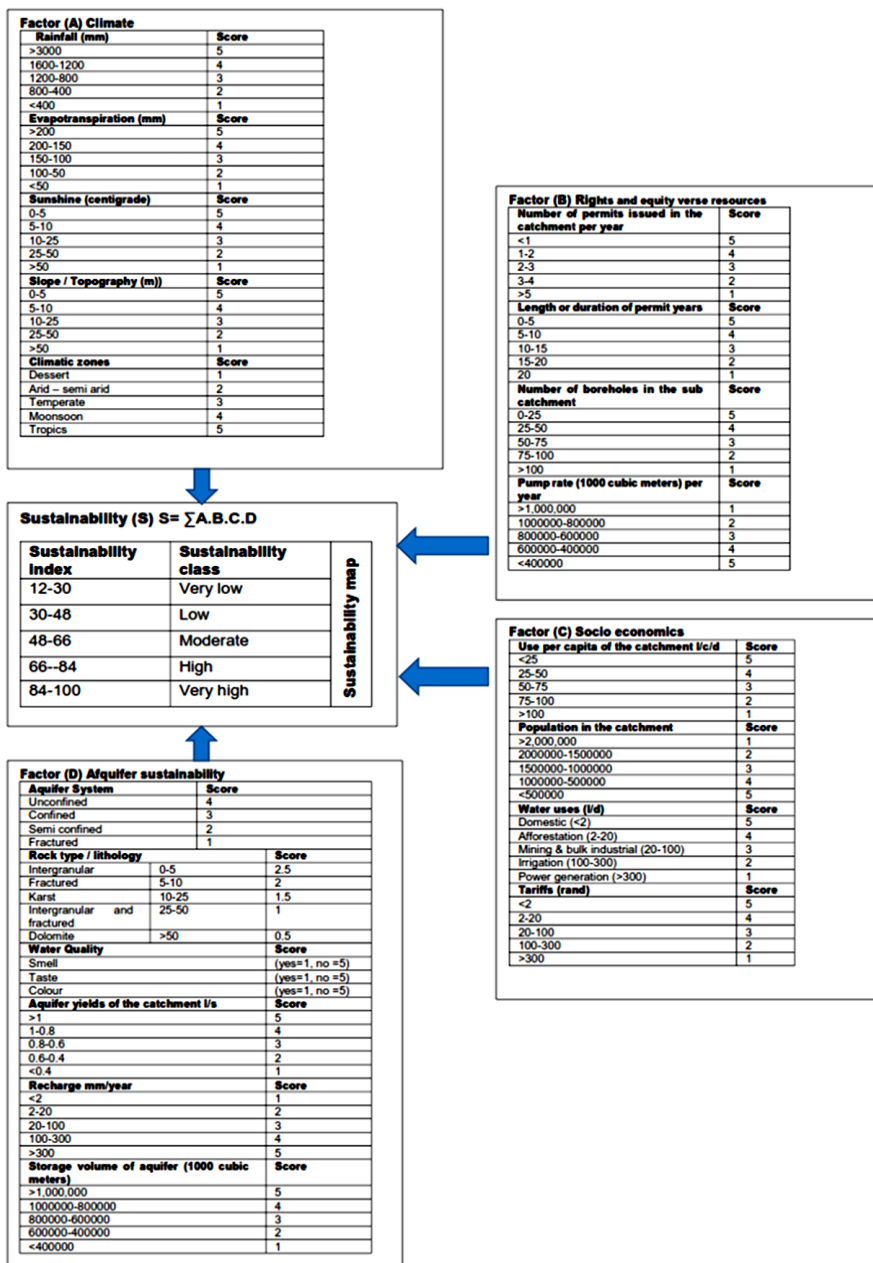 Factor (A) Climate
Rainfall (mm) Score
>3000 5
1600-1200 4
1200-800 3
800-400 2
<400 1
Evapotranspiration (mm) Score
>200 5
200-150 4
150-100 3
100-50 2
<50 1
Sunshine (centigrade) Score
0-5 5
5-10 4
10-25 3
25-50 2
>50 1
Slope / Topography (m)) Score
0-5 5
5-10 4
10-25 3
25-50 2
>50 1
Climatic zones Score
Dessert 1
Arid – semi arid 2
Temperate 3
Moonsoon 4
Tropics 5
Factor (B) Rights and equity verse resources
Number of permits issued in the Score
catchment per year
<1 5
1-2 4
2-3 3
3-4 2
>5 1
Length or duration of permit years Score
0-5 5
5-10 4
10-15 3
15-20 2
20 1
Number of boreholes in the sub Score
catchment
0-25 5
25-50 4
50-75 3
75-100 2
>100 1
Pump rate (1000 cubic meters) per Score
year
>1,000,000 1
1000000-800000 2
800000-600000 3
600000-400000 4
<400000 5
Sustainability (S) S= ∑A.B.C.D
Sustainability Sustainability
index class
12-30 Very low
30-48 Low
48-66 Moderate
66--84 High
84-100 Very high
Sustainability map
Factor (C) Socio economics
Use per capita of the catchment l/c/d Score
<25 5
25-50 4
50-75 3
75-100 2
>100 1
Population in the catchment Score
>2,000,000 1
2000000-1500000 2
1500000-1000000 3
1000000-500000 4
<500000 5
Water uses (l/d) Score
Domestic (<2) 5
Afforestation (2-20) 4
Mining & bulk industrial (20-100) 3
Irrigation (100-300) 2
Power generation (>300) 1
Tariffs (rand) Score
<2 5
2-20 4
20-100 3
100-300 2
>300 1
Factor (D) Afquifer sustainability
Aquifer System Score
Unconfined 4
Confined 3
Semi confined 2
Fractured 1
Rock type / lithology Score
Intergranular 0-5 2.5
Fractured 5-10 2
Karst 10-25 1.5
Intergranular and 25-50 1
fractured
Dolomite >50 0.5
Water Quality Score
Smell (yes=1, no =5)
Taste (yes=1, no =5)
Colour (yes=1, no =5)
Aquifer yields of the catchment l/s Score
>1 5
1-0.8 4
0.8-0.6 3
0.6-0.4 2
<0.4 1
Recharge mm/year Score
<2 1
2-20 2
20-100 3
100-300 4
>300 5
Storage volume of aquifer (1000 cubic Score
meters)
>1,000,000 5
1000000-800000 4
800000-600000 3
600000-400000 2
<400000 1